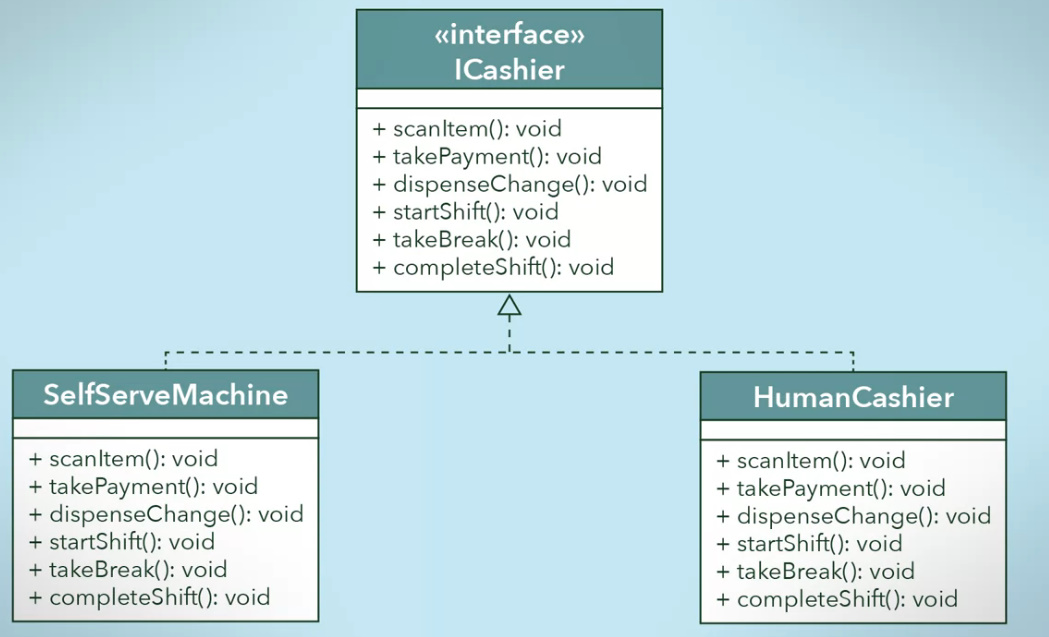 «interface»
ICashier
+ scanItem(): void
+ takePayment(): void
+ dispenseChange(): void
+ startShift(): void
+ takeBreak(): void
+ completeShift(): void
SelfServeMachine
+ scanItem(): void
+ takePayment(): void
+ dispenseChange(): void
+ startShift(): void
+ takeBreak(): void
+ completeShift(): void
HumanCashier
+ scanItem(): void
+ takePayment(): void
+ dispenseChange(): void
+ startShift(): void
+ takeBreak(): void
+ completeShift(): void